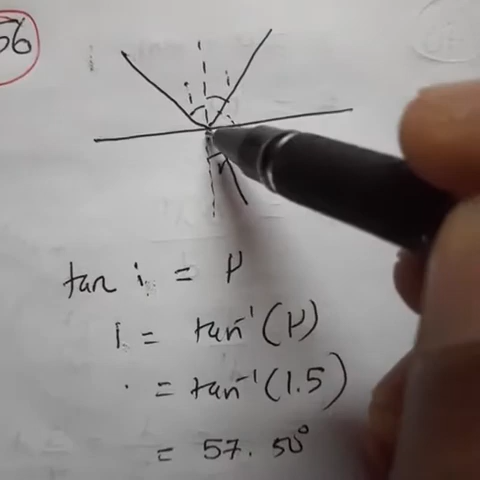 56
i i
r
tan i = μ
i = tan⁻¹(μ)
= tan⁻¹(1.5)
= 57.50°